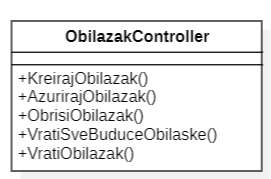 ObilazakController
+KreirajObilazak()
+AzurirajObilazak()
+ObrisiObilazak()
+VratiSveBuduceObilaske()
+VratiObilazak()